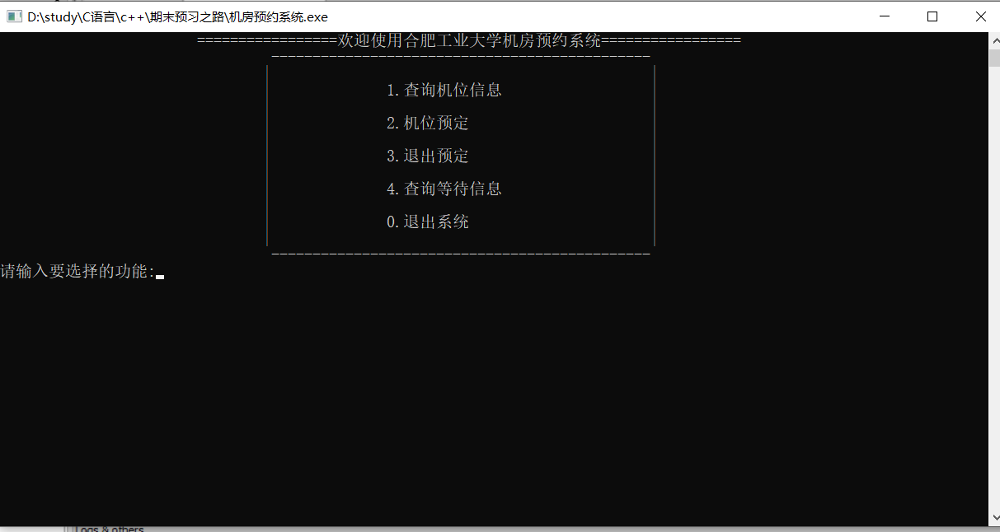 D:\study\C语言\c++\期末预习之路\机房预约系统.exe
=================欢迎使用合肥工业大学机房预约系统=================
----------------------------------------------
1.查询机位信息
2.机位预定
3.退出预定
4.查询等待信息
0.退出系统
----------------------------------------------
请输入要选择的功能:
Logs & others